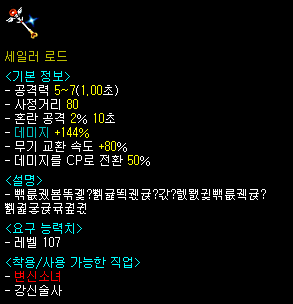 세일러 로드
<기본 정보>
- 공격력 5~7(1,00초)
- 사정거리 80
- 혼란 공격 2% 10초
- 데미지 +144%
- 무기 교환 속도 +80%
- 데미지를 CP로 전환 50%
<설명>
<요구 능력치>
- 레벨 107
<착용/사용 가능한 직업>
- 변신소녀
- 강신술사